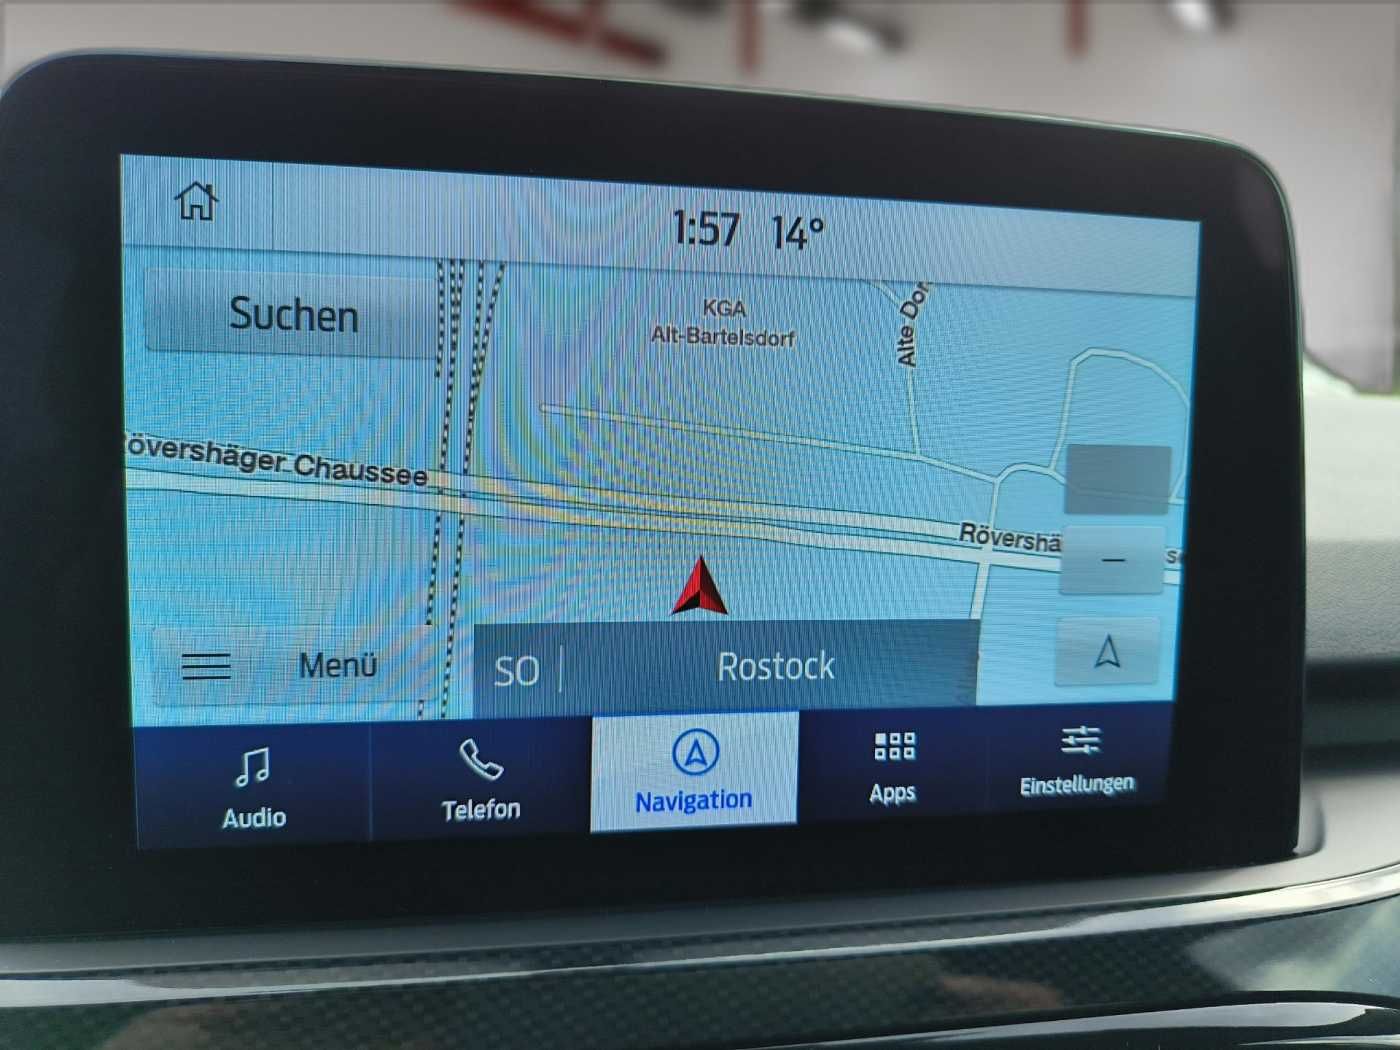 1:57 14°
Suchen
KGA
Alt-Bartelsdorf
Alte Dor
övershäger Chaussee
Rövershä
Menü
SO | Rostock
Audio
Telefon
Navigation
Apps
Einstellungen